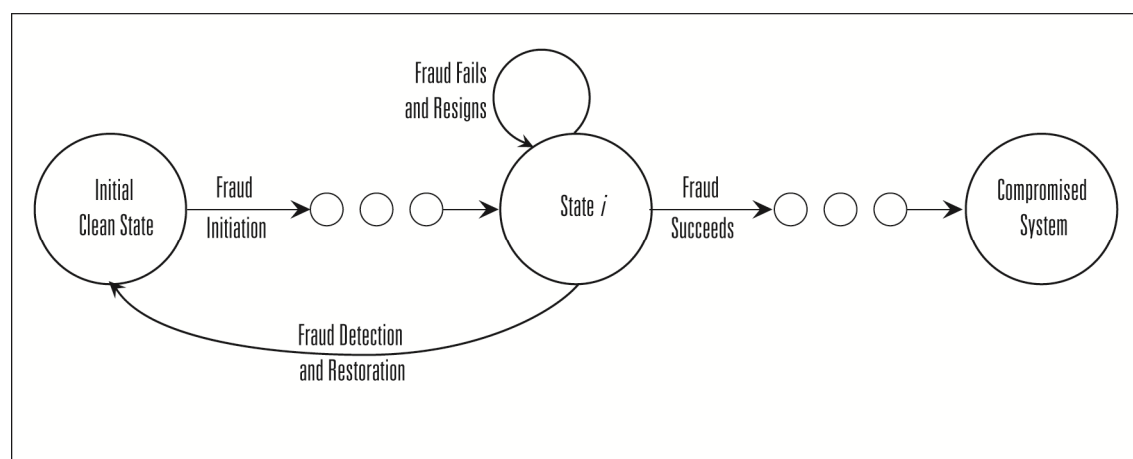 Fraud Fails
and Resigns
Initial
Clean State
Fraud
Initiation
State i
Fraud
Succeeds
Compromised
System
Fraud Detection
and Restoration